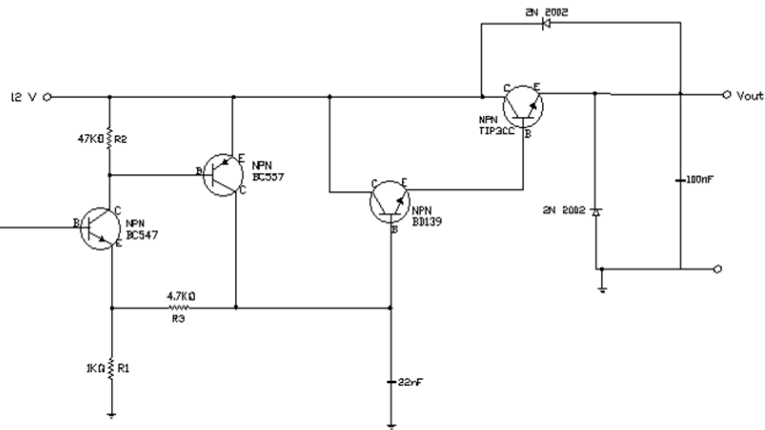 2N 2002
12 V
C
E
Vout
NPN
TIP3CC
B
47KΩ
R2
B
E
NPN
BC557
C
C
E
NPN
BD139
B
100nF
2N 2002
B
C
NPN
BC547
E
4.7KΩ
R3
1KΩ
R1
22nF